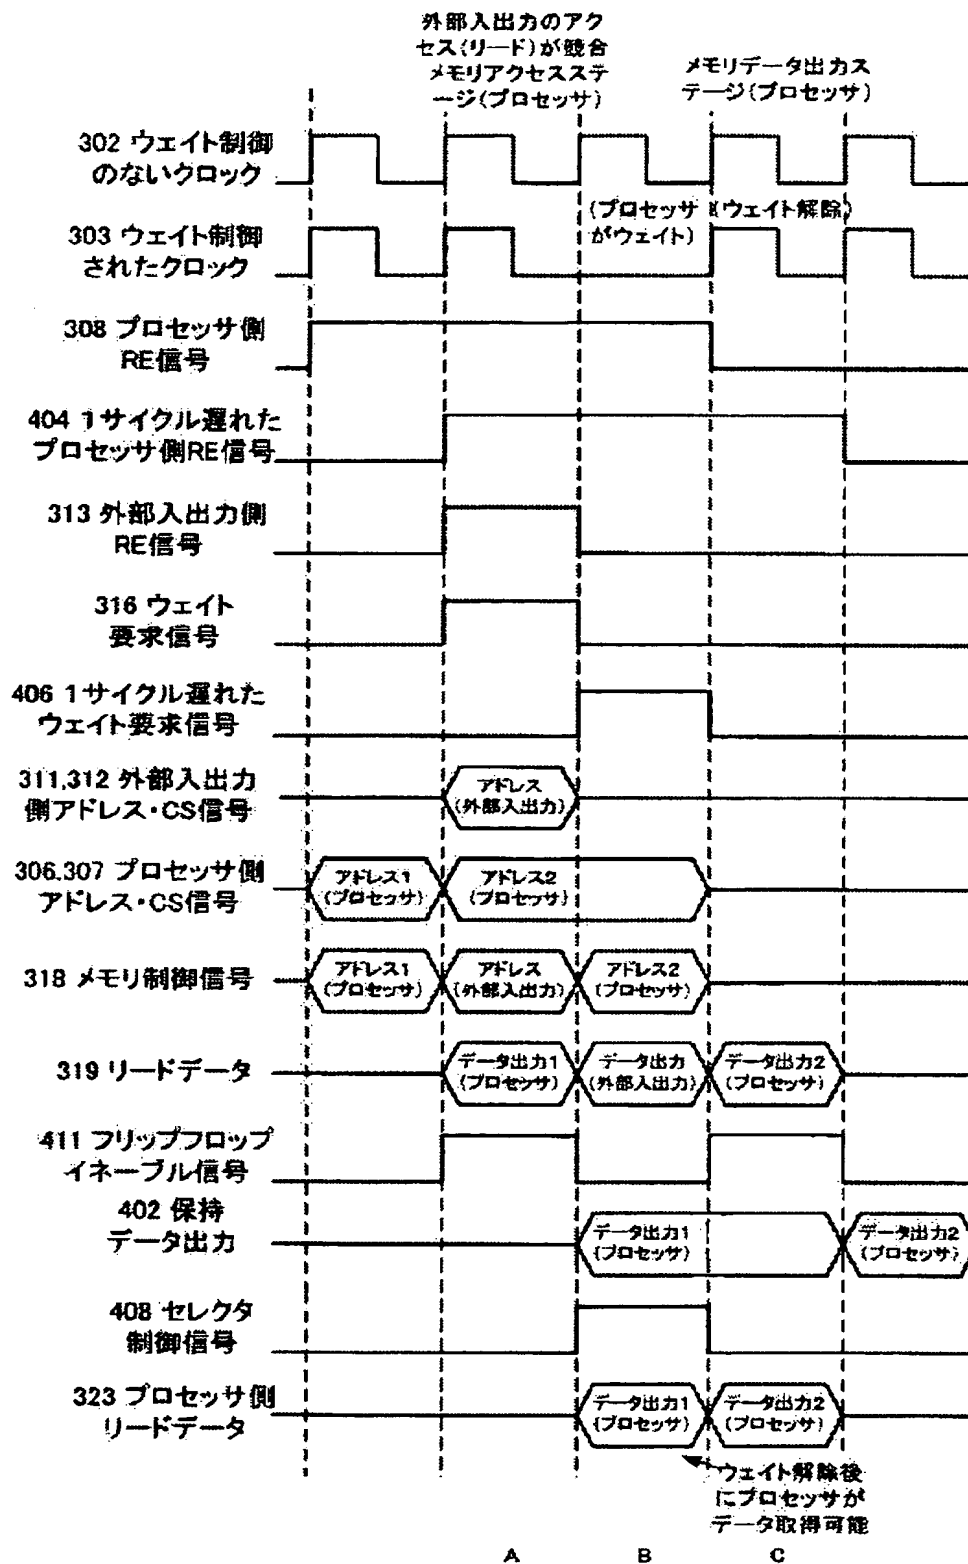 外部入出力のアク
セス(リード)が競合
メモリアクセスステ
ージ(プロセッサ)
メモリデータ出力ス
テージ(プロセッサ)
302 ウェイト制御
のないクロック
(プロセッサ
がウェイト)
(ウェイト解除)
303 ウェイト制御
されたクロック
308 プロセッサ側
RE信号
404 1サイクル遅れた
プロセッサ側RE信号
313 外部入出力側
RE信号
316 ウェイト
要求信号
406 1サイクル遅れた
ウェイト要求信号
311,312 外部入出力
側アドレス・CS信号
アドレス
(外部入出力)
306,307 プロセッサ側
アドレス・CS信号
アドレス1
(プロセッサ)
アドレス2
(プロセッサ)
318 メモリ制御信号
アドレス1
(プロセッサ)
アドレス
(外部入出力)
アドレス2
(プロセッサ)
319 リードデータ
データ出力1
(プロセッサ)
データ出力
(外部入出力)
データ出力2
(プロセッサ)
411 フリップフロップ
イネーブル信号
402 保持
データ出力
データ出力1
(プロセッサ)
データ出力2
(プロセッサ)
408 セレクタ
制御信号
323 プロセッサ側
リードデータ
データ出力1
(プロセッサ)
データ出力2
(プロセッサ)
ウェイト解除後
にプロセッサが
データ取得可能
A
B
C